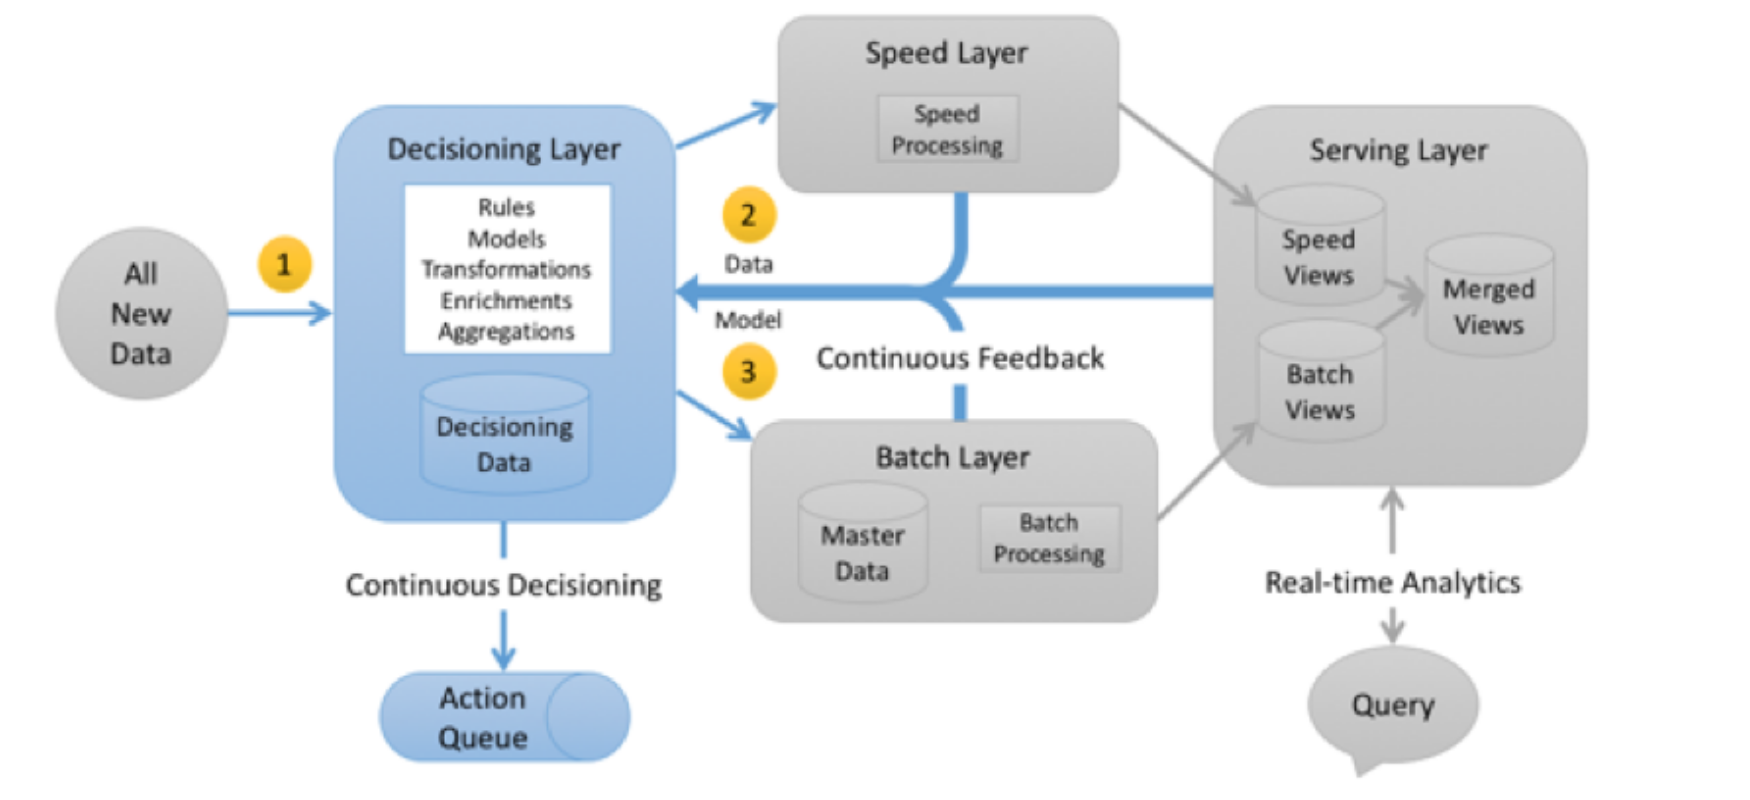 All
New
Data
1
Decisioning Layer
Rules
Models
Transformations
Enrichments
Aggregations
Decisioning
Data
Continuous Decisioning
Action
Queue
Speed Layer
Speed
Processing
2
Data
Model
3
Continuous Feedback
Batch Layer
Master
Data
Batch
Processing
Serving Layer
Speed
Views
Batch
Views
Merged
Views
Real-time Analytics
Query